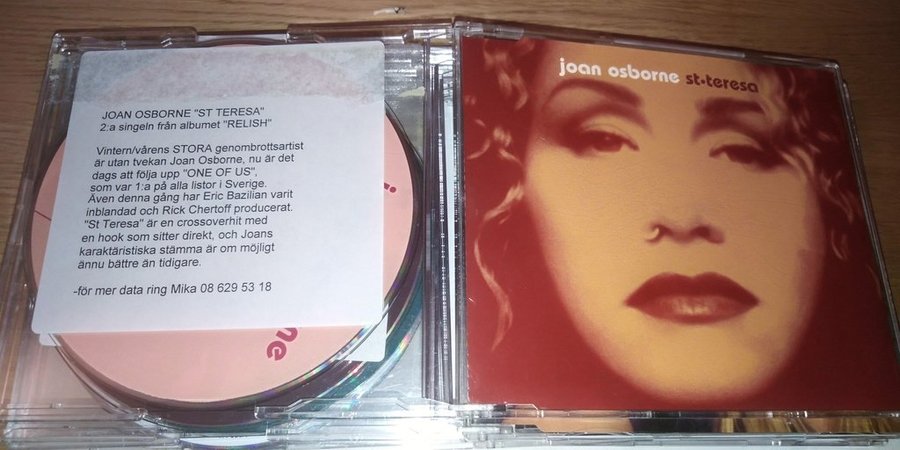 JOAN OSBORNE "ST TERESA"
2:a singeln från albumet "RELISH"
Vintern/vårens STORA genombrottsartist
är utan tvekan Joan Osborne, nu är det
dags att följa upp "ONE OF US",
som var 1:a på alla listor i Sverige.
Även denna gång har Eric Bazilian varit
inblandad och Rick Chertoff producerat.
"St Teresa" är en crossoverhit med
en hook som sitter direkt, och Joans
karaktäristiska stämma är om möjligt
ännu bättre än tidigare.
-för mer data ring Mika 08 629 53 18
ne
joan osborne st•teresa